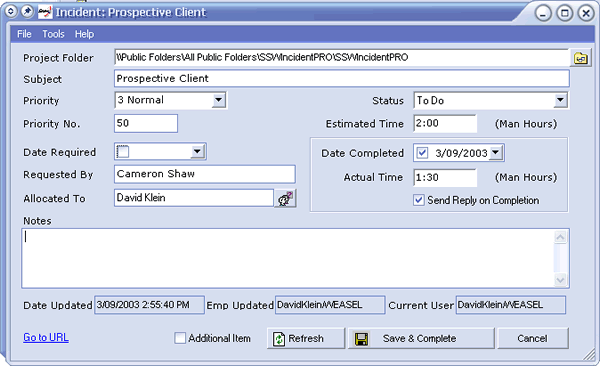 Incident: Prospective Client
File Tools Help
Project Folder \\Public Folders\All Public Folders\SSWIncidentPRO\SSWIncidentPRO
Subject Prospective Client
Priority 3 Normal Status To Do
Priority No. 50 Estimated Time 2:00 (Man Hours)
Date Required Date Completed 3/09/2003
Requested By Cameron Shaw Actual Time 1:30 (Man Hours)
Allocated To David Klein Send Reply on Completion
Notes
Date Updated 3/09/2003 2:55:40 PM Emp Updated DavidKlein/WEASEL Current User DavidKlein/WEASEL
Go to URL Additional Item Refresh Save & Complete Cancel